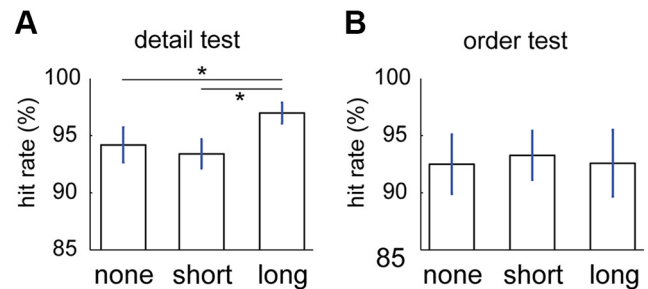 A
detail test
hit rate (%)
100
95
90
85
*
*
none short long
B
order test
hit rate (%)
100
95
90
85
none short long